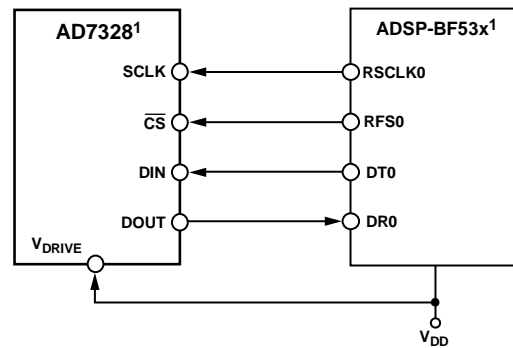 AD7328¹
ADSP-BF53x¹
SCLK
RSCLK0
CS
RFS0
DIN
DT0
DOUT
DR0
VDRIVE
VDD